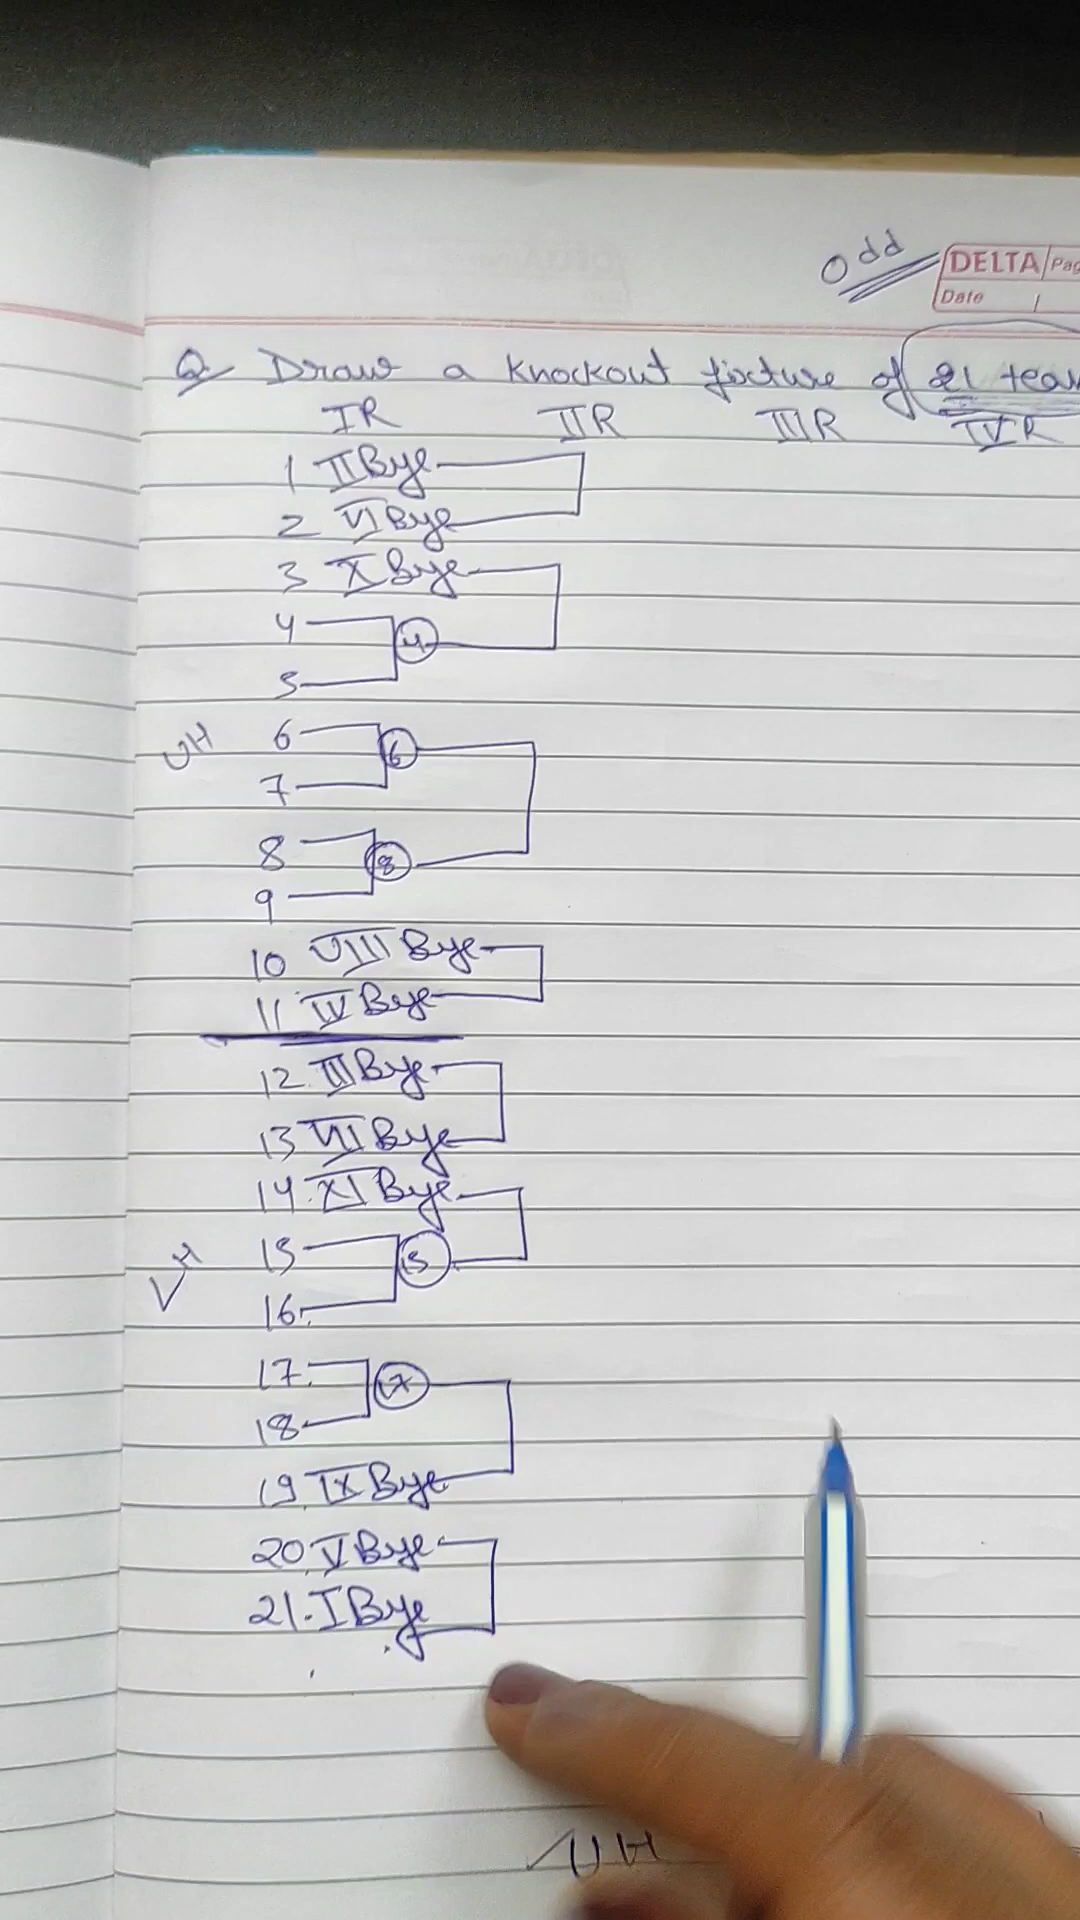 Odd
DELTA Pag
Date
Q Draw a knockout fixture of 21 team
IR IIR IIIR IVR
1 II Bye
2 VI Bye
3 X Bye
4
4
5
UH
6
6
7
8
8
9
10 VIII Bye
11 IV Bye
12. III Bye
13 VII Bye
14. XI Bye
15
15
LH
16.
17.
17
18
19. IX Bye
20. V Bye
21. I Bye
UH